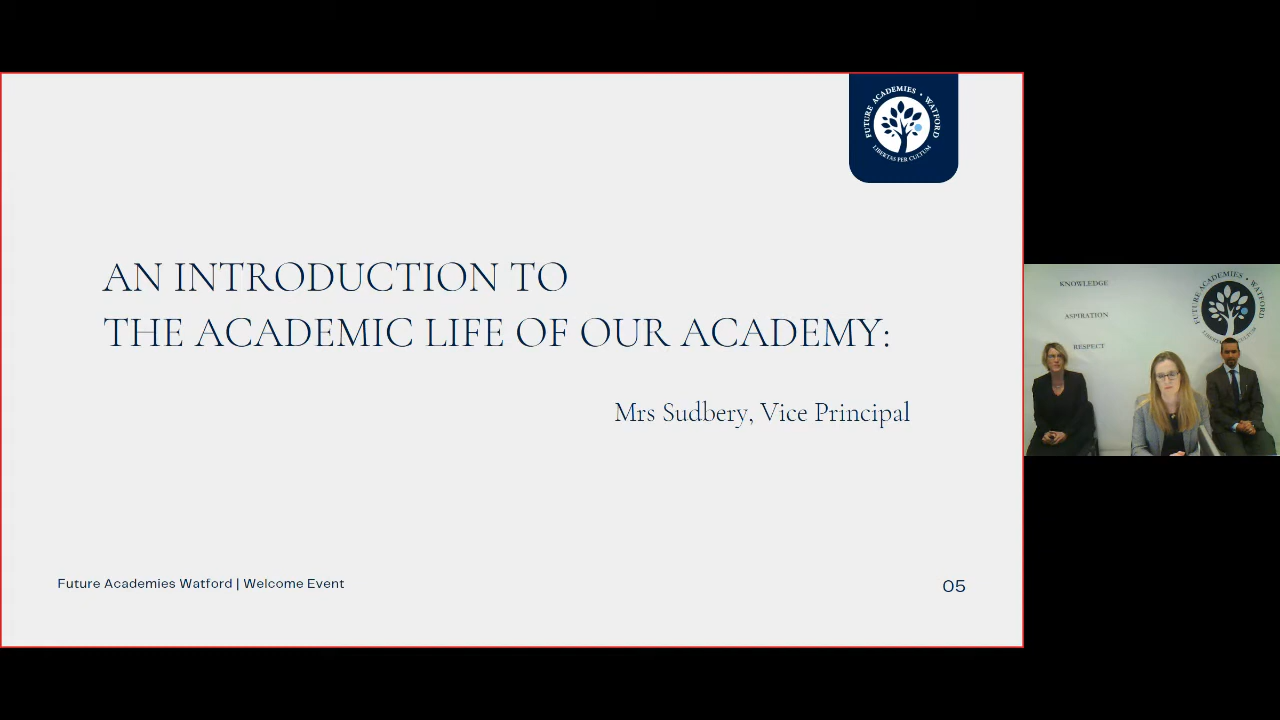 FUTURE ACADEMIES • WATFORD
LIBERTAS PER CULTUM
AN INTRODUCTION TO
THE ACADEMIC LIFE OF OUR ACADEMY:
Mrs Sudbery, Vice Principal
Future Academies Watford | Welcome Event
05
KNOWLEDGE
ASPIRATION
RESPECT
FUTURE ACADEMIES • WATFORD